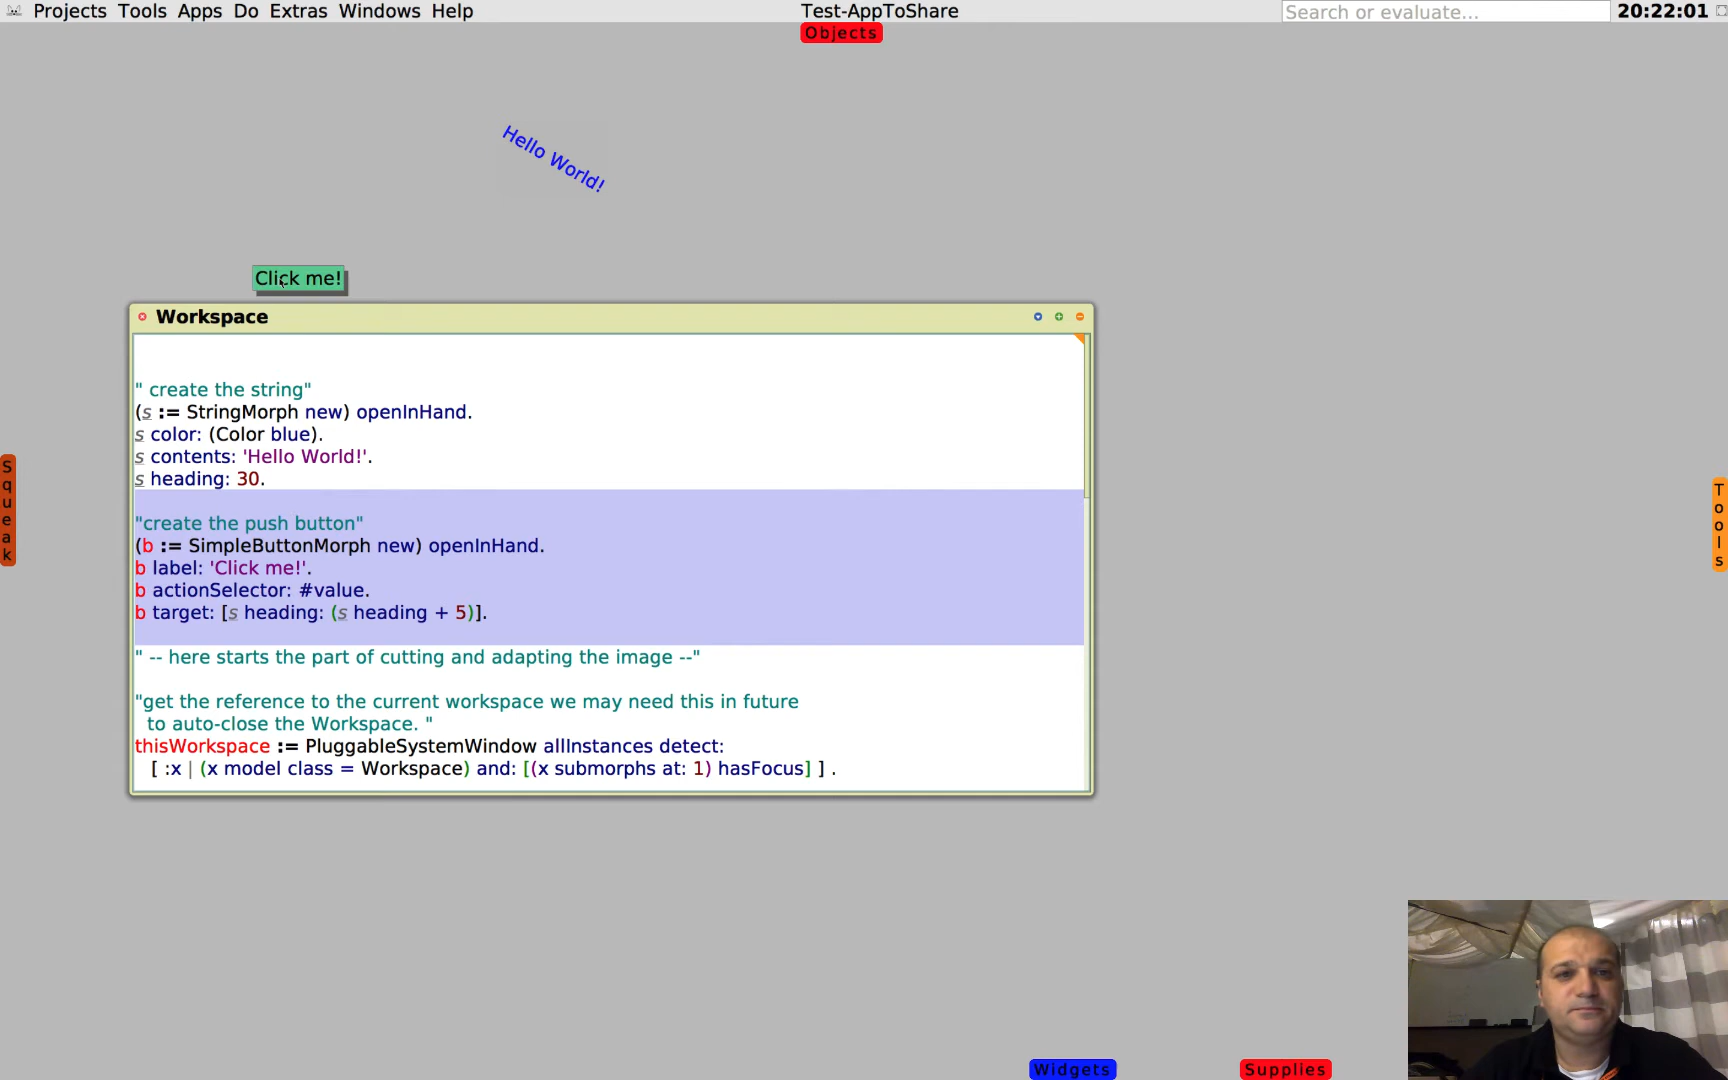 Projects Tools Apps Do Extras Windows Help Test-AppToShare Search or evaluate... 20:22:01
Objects
Hello World!
Click me!
Workspace
" create the string"
(s := StringMorph new) openInHand.
s color: (Color blue).
s contents: 'Hello World!'.
s heading: 30.
"create the push button"
(b := SimpleButtonMorph new) openInHand.
b label: 'Click me!'.
b actionSelector: #value.
b target: [s heading: (s heading + 5)].
" -- here starts the part of cutting and adapting the image --"
"get the reference to the current workspace we may need this in future
to auto-close the Workspace. "
thisWorkspace := PluggableSystemWindow allInstances detect:
[ :x | (x model class = Workspace) and: [(x submorphs at: 1) hasFocus] ] .
Squeak
Tools
Widgets
Supplies